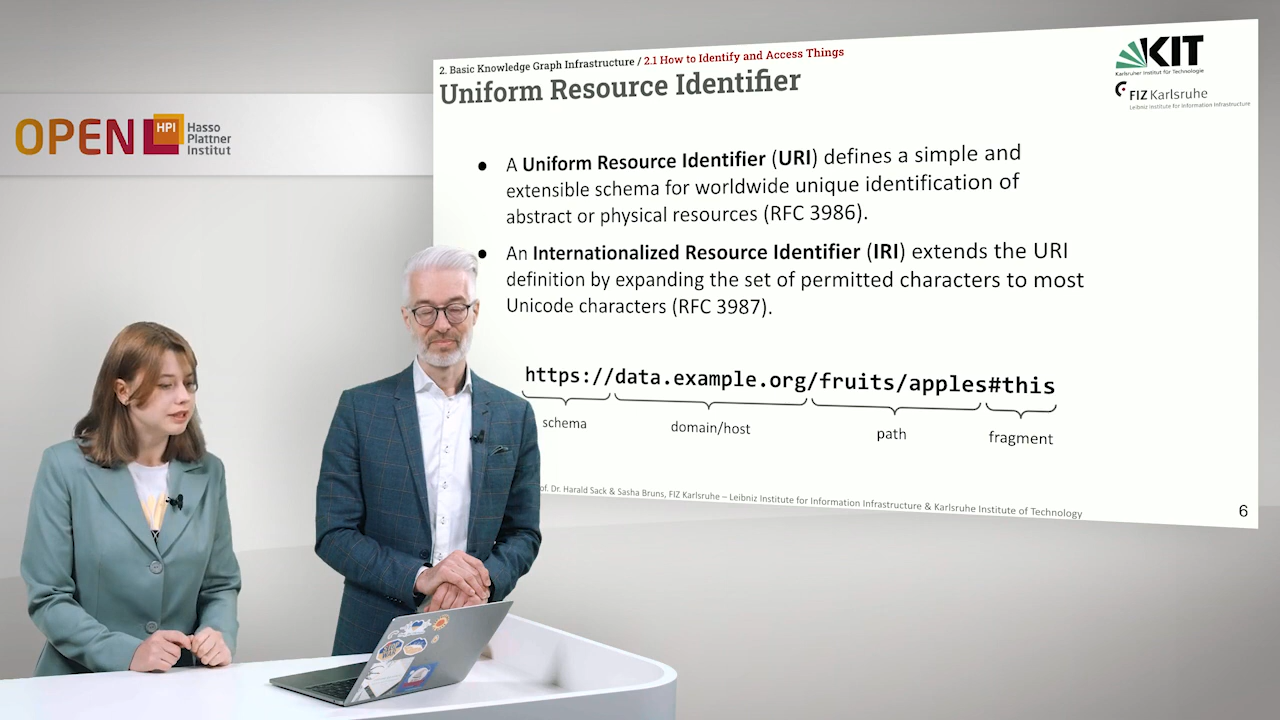 2. Basic Knowledge Graph Infrastructure / 2.1 How to Identify and Access Things
Uniform Resource Identifier
KIT
Karlsruher Institut für Technologie
FIZ Karlsruhe
Leibniz Institute for Information Infrastructure
OPEN HPI Hasso
Plattner
Institut
● A Uniform Resource Identifier (URI) defines a simple and
extensible schema for worldwide unique identification of
abstract or physical resources (RFC 3986).
● An Internationalized Resource Identifier (IRI) extends the URI
definition by expanding the set of permitted characters to most
Unicode characters (RFC 3987).
https://data.example.org/fruits/apples#this
schema domain/host path fragment
Dr. Harald Sack & Sasha Bruns, FIZ Karlsruhe – Leibniz Institute for Information Infrastructure & Karlsruhe Institute of Technology
6